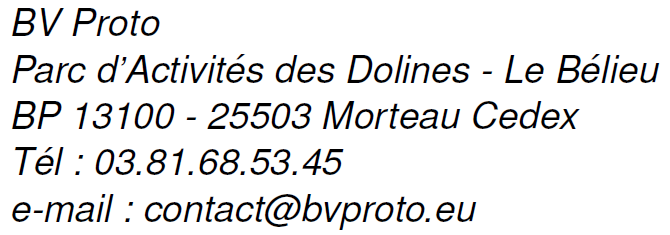 BV Proto
Parc d’Activités des Dolines - Le Bélieu
BP 13100 - 25503 Morteau Cedex
Tél : 03.81.68.53.45
e-mail : contact@bvproto.eu